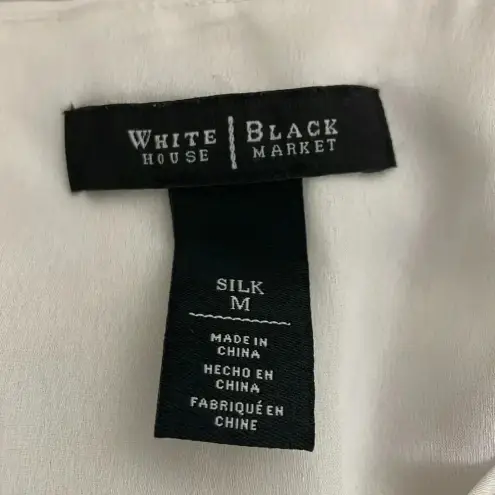 WHITE | BLACK
HOUSE | MARKET
SILK
M
MADE IN
CHINA
HECHO EN
CHINA
FABRIQUÉ EN
CHINE